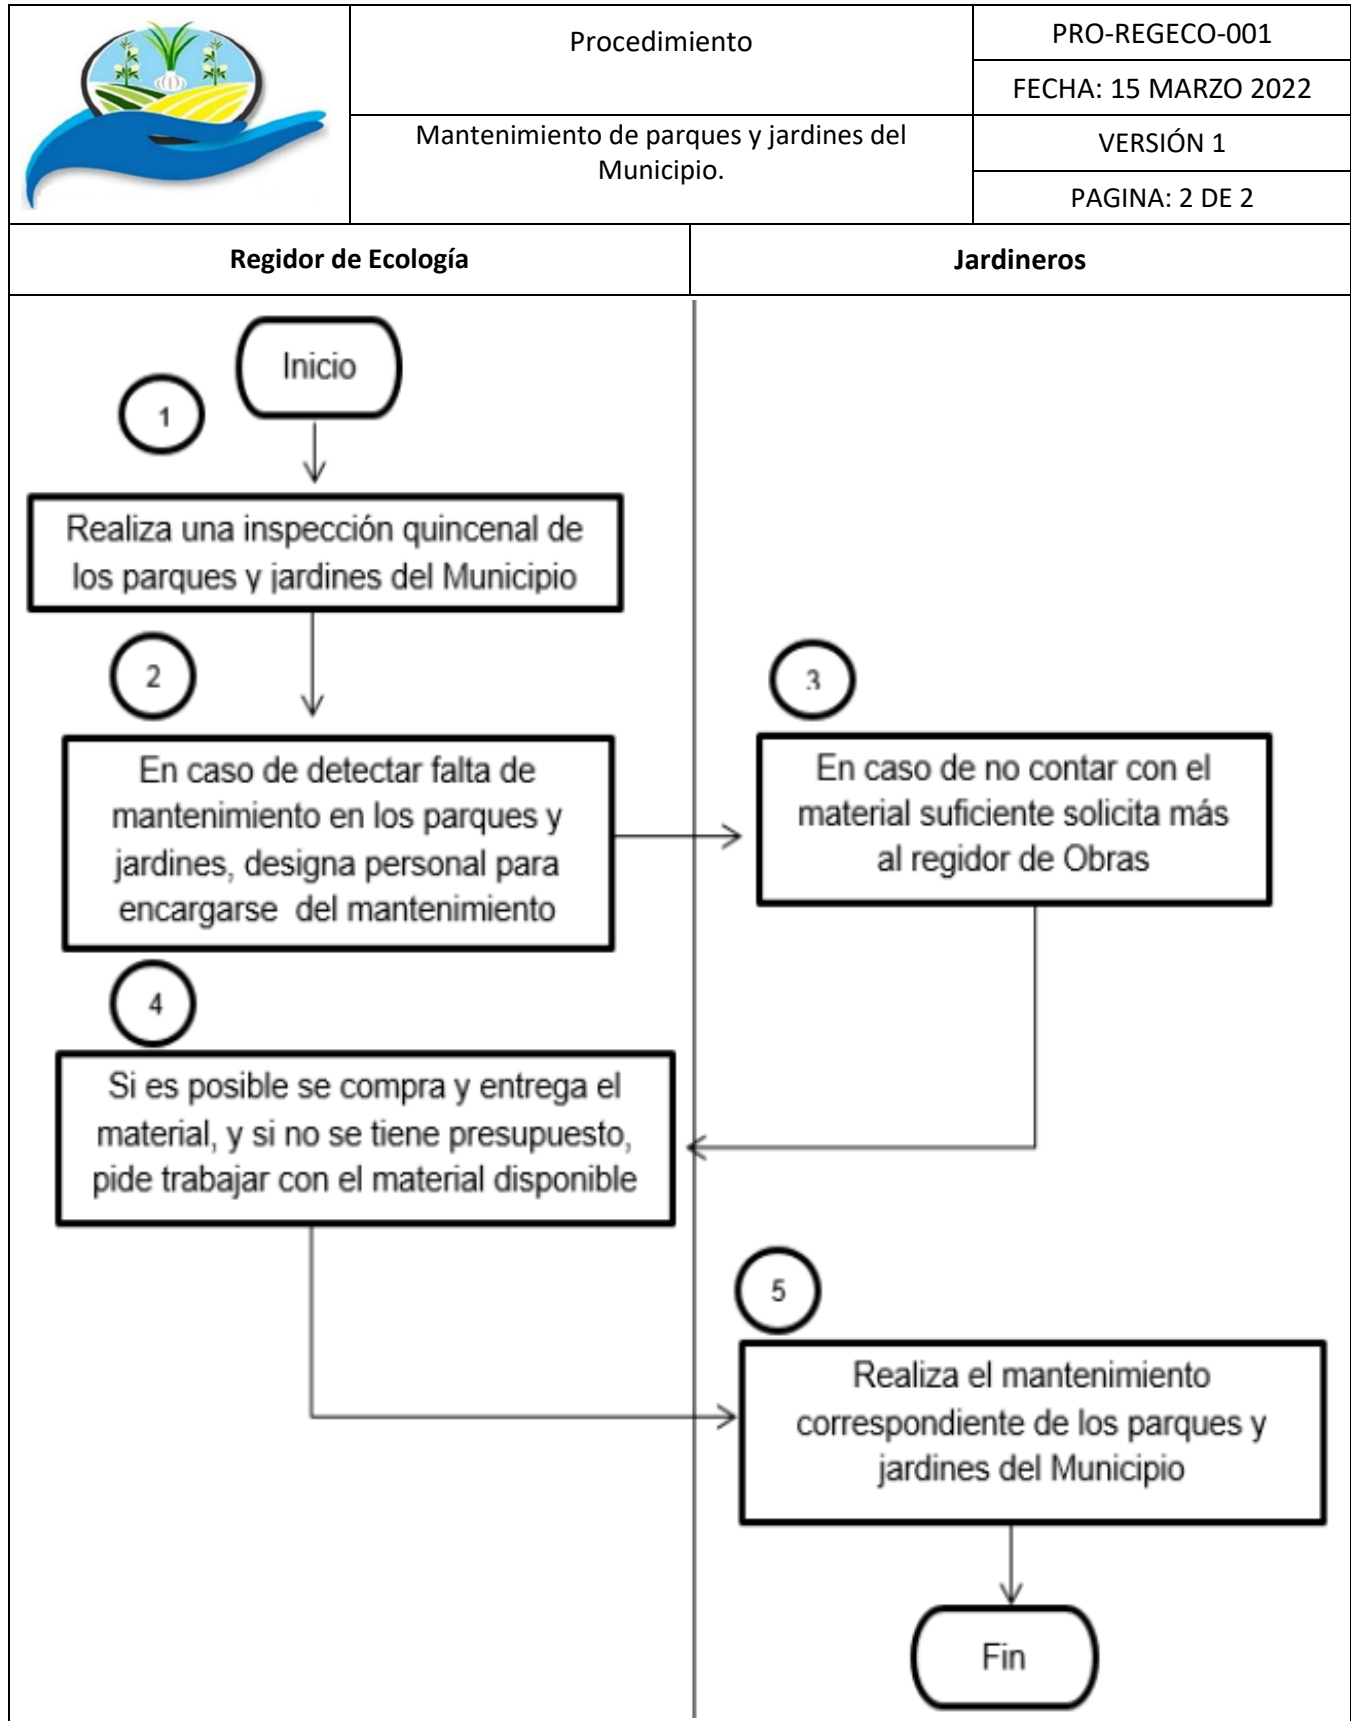 Procedimiento
PRO-REGECO-001
FECHA: 15 MARZO 2022
Mantenimiento de parques y jardines del
Municipio.
VERSIÓN 1
PAGINA: 2 DE 2
Regidor de Ecología
Jardineros
Inicio
1
Realiza una inspección quincenal de
los parques y jardines del Municipio
2
En caso de detectar falta de
mantenimiento en los parques y
jardines, designa personal para
encargarse del mantenimiento
3
En caso de no contar con el
material suficiente solicita más
al regidor de Obras
4
Si es posible se compra y entrega el
material, y si no se tiene presupuesto,
pide trabajar con el material disponible
5
Realiza el mantenimiento
correspondiente de los parques y
jardines del Municipio
Fin